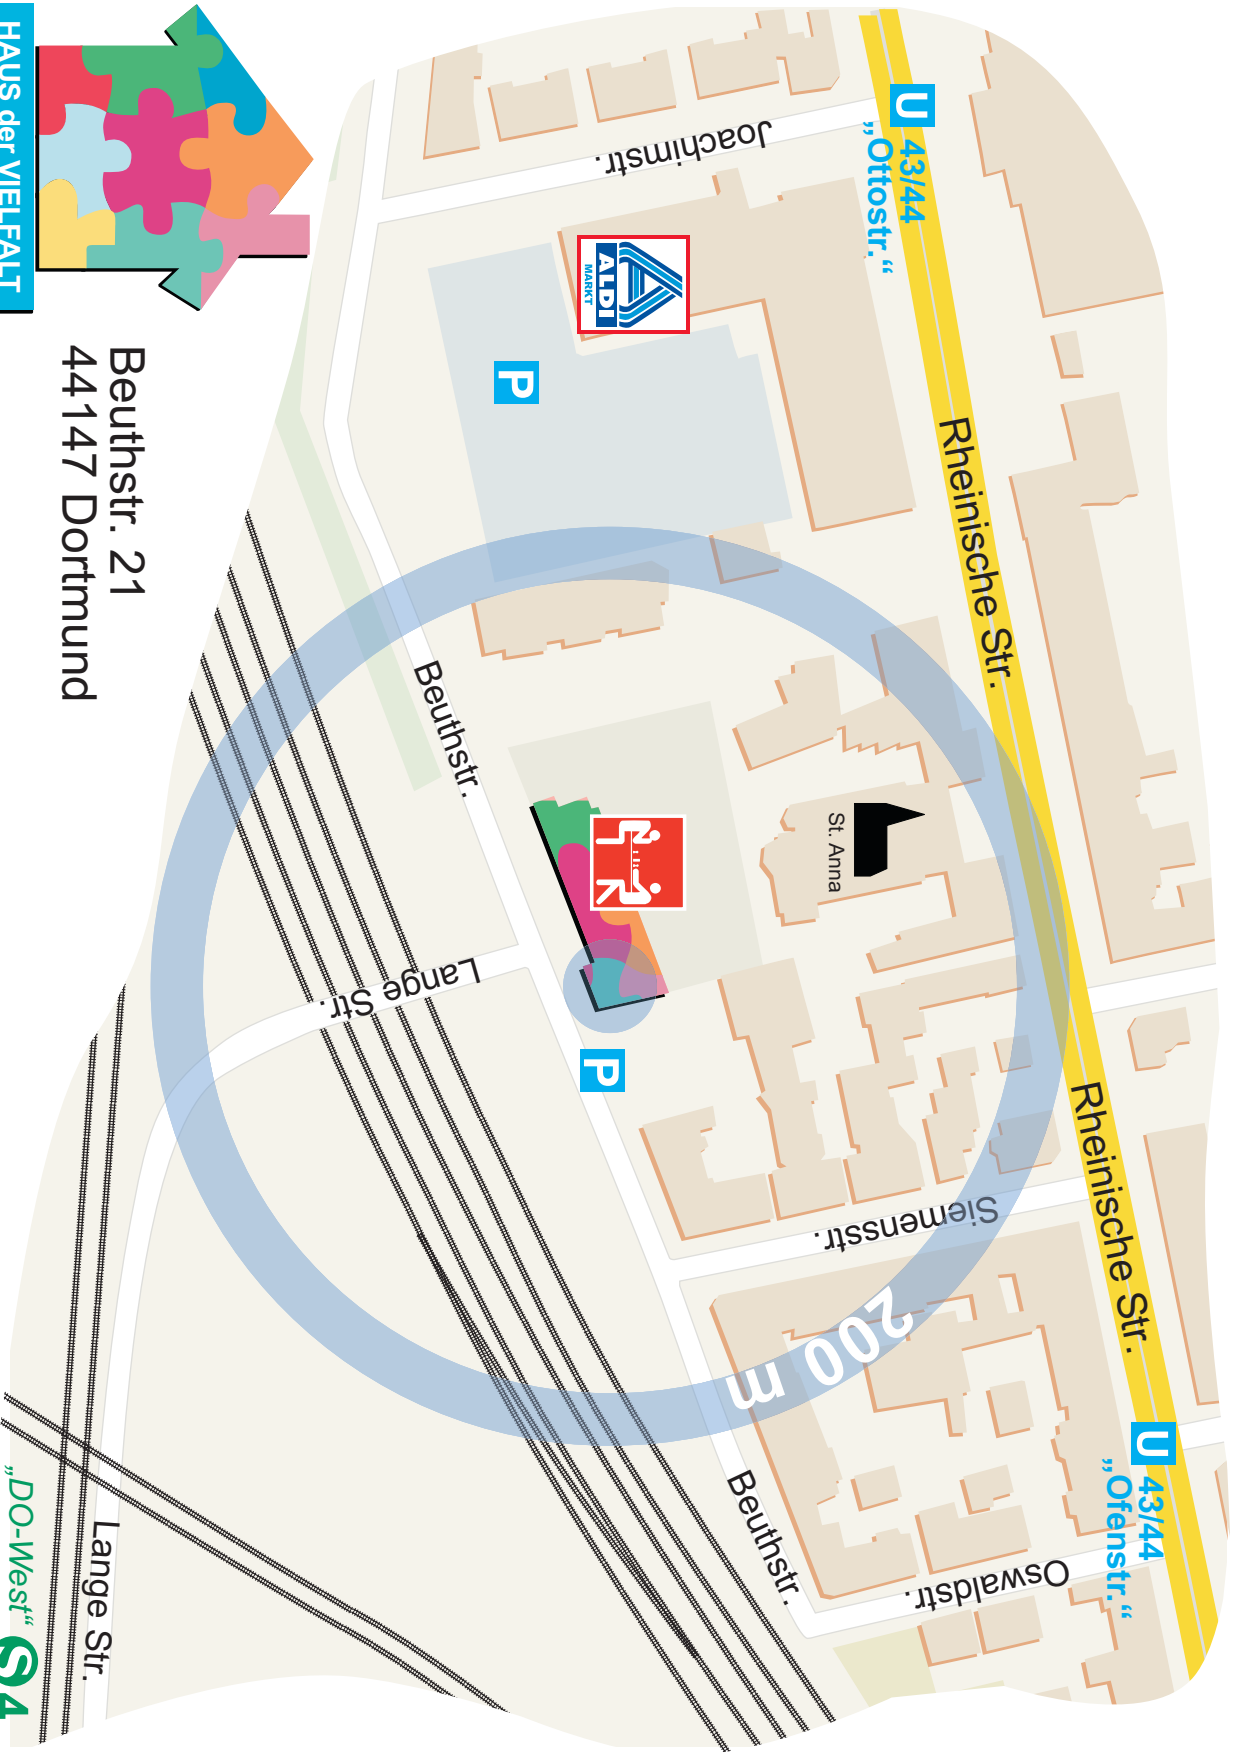 U 43/44
„Ottostr.“
Joachimstr.
ALDI
MARKT
P
Rheinische Str.
St. Anna
Beuthstr.
Lange Str.
P
Rheinische Str.
Siemensstr.
200 m
U 43/44
„Ofenstr.“
Beuthstr.
Oswaldstr.
Lange Str.
„DO-West“ S 4
HAUS der VIELFALT
Beuthstr. 21
44147 Dortmund